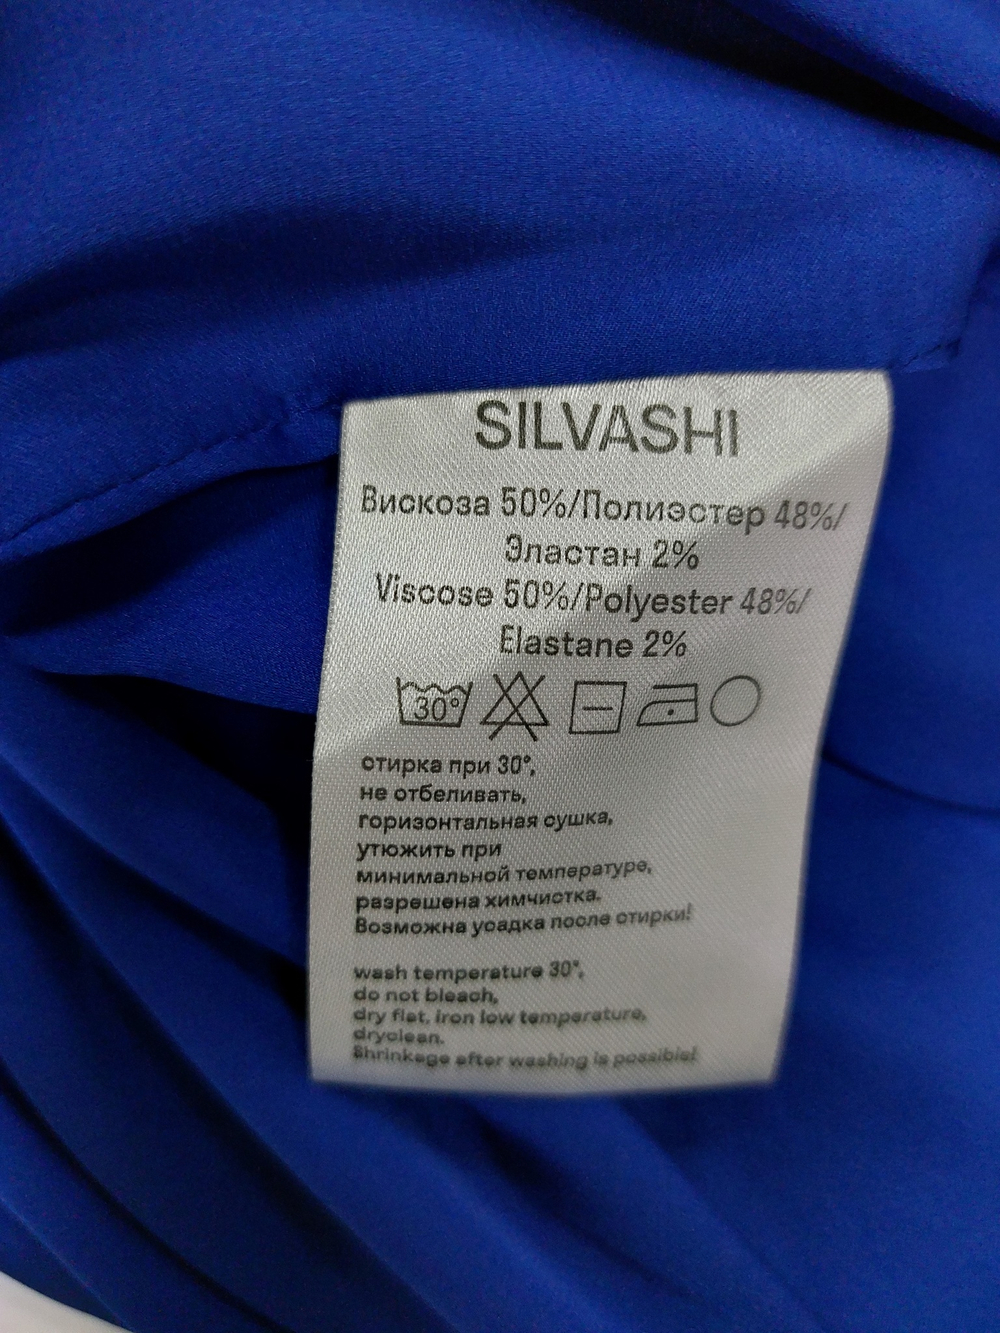 SILVASHI
Вискоза 50%/Полиэстер 48%/
Эластан 2%
Viscose 50%/Polyester 48%/
Elastane 2%
30°
стирка при 30°,
не отбеливать,
горизонтальная сушка,
утюжить при
минимальной температуре,
разрешена химчистка.
Возможна усадка после стирки!
wash temperature 30°,
do not bleach,
dry flat, iron low temperature,
dryclean.
Shrinkage after washing is possible!